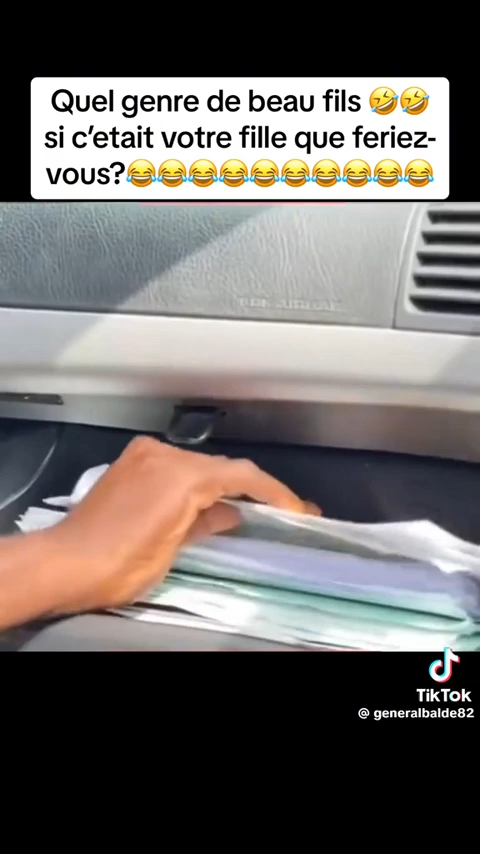 Quel genre de beau fils 🤣🤣
si c'etait votre fille que feriez-
vous?😂😂😂😂😂😂😂😂😂
TikTok
@ generalbalde82